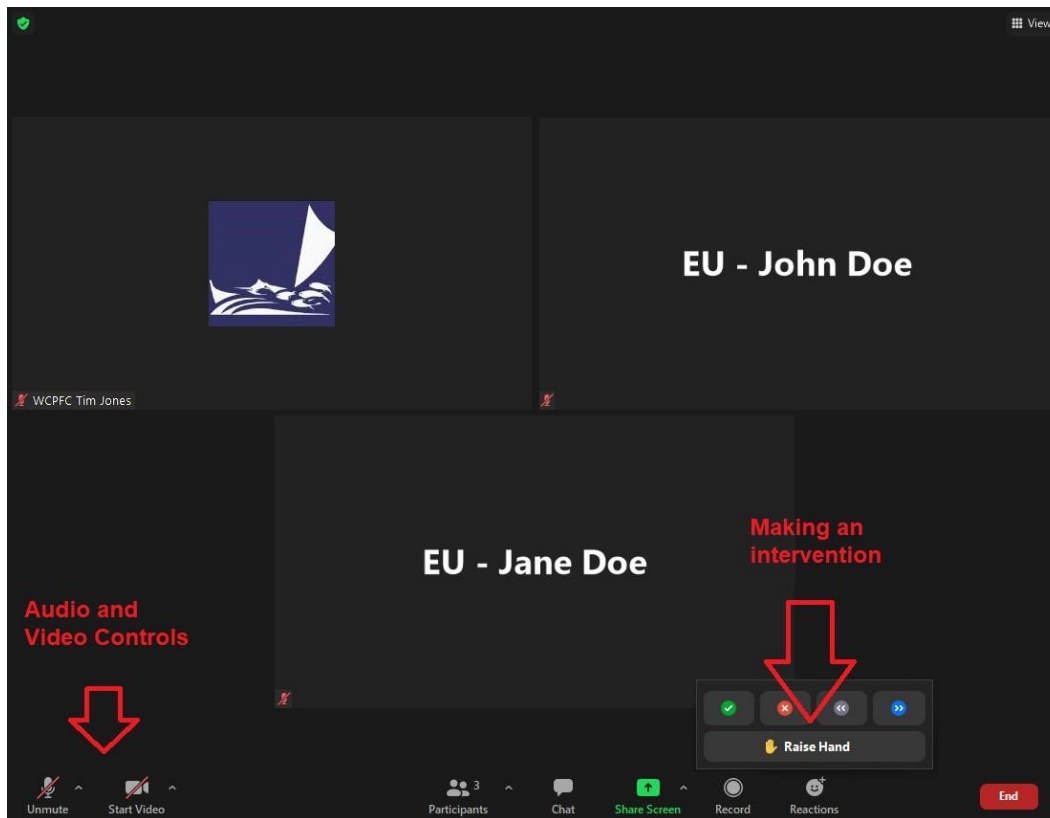 View
EU - John Doe
WCPFC Tim Jones
EU - Jane Doe
Making an
intervention
Audio and
Video Controls
Raise Hand
3
Unmute
Start Video
Participants
Chat
Share Screen
Record
Reactions
End